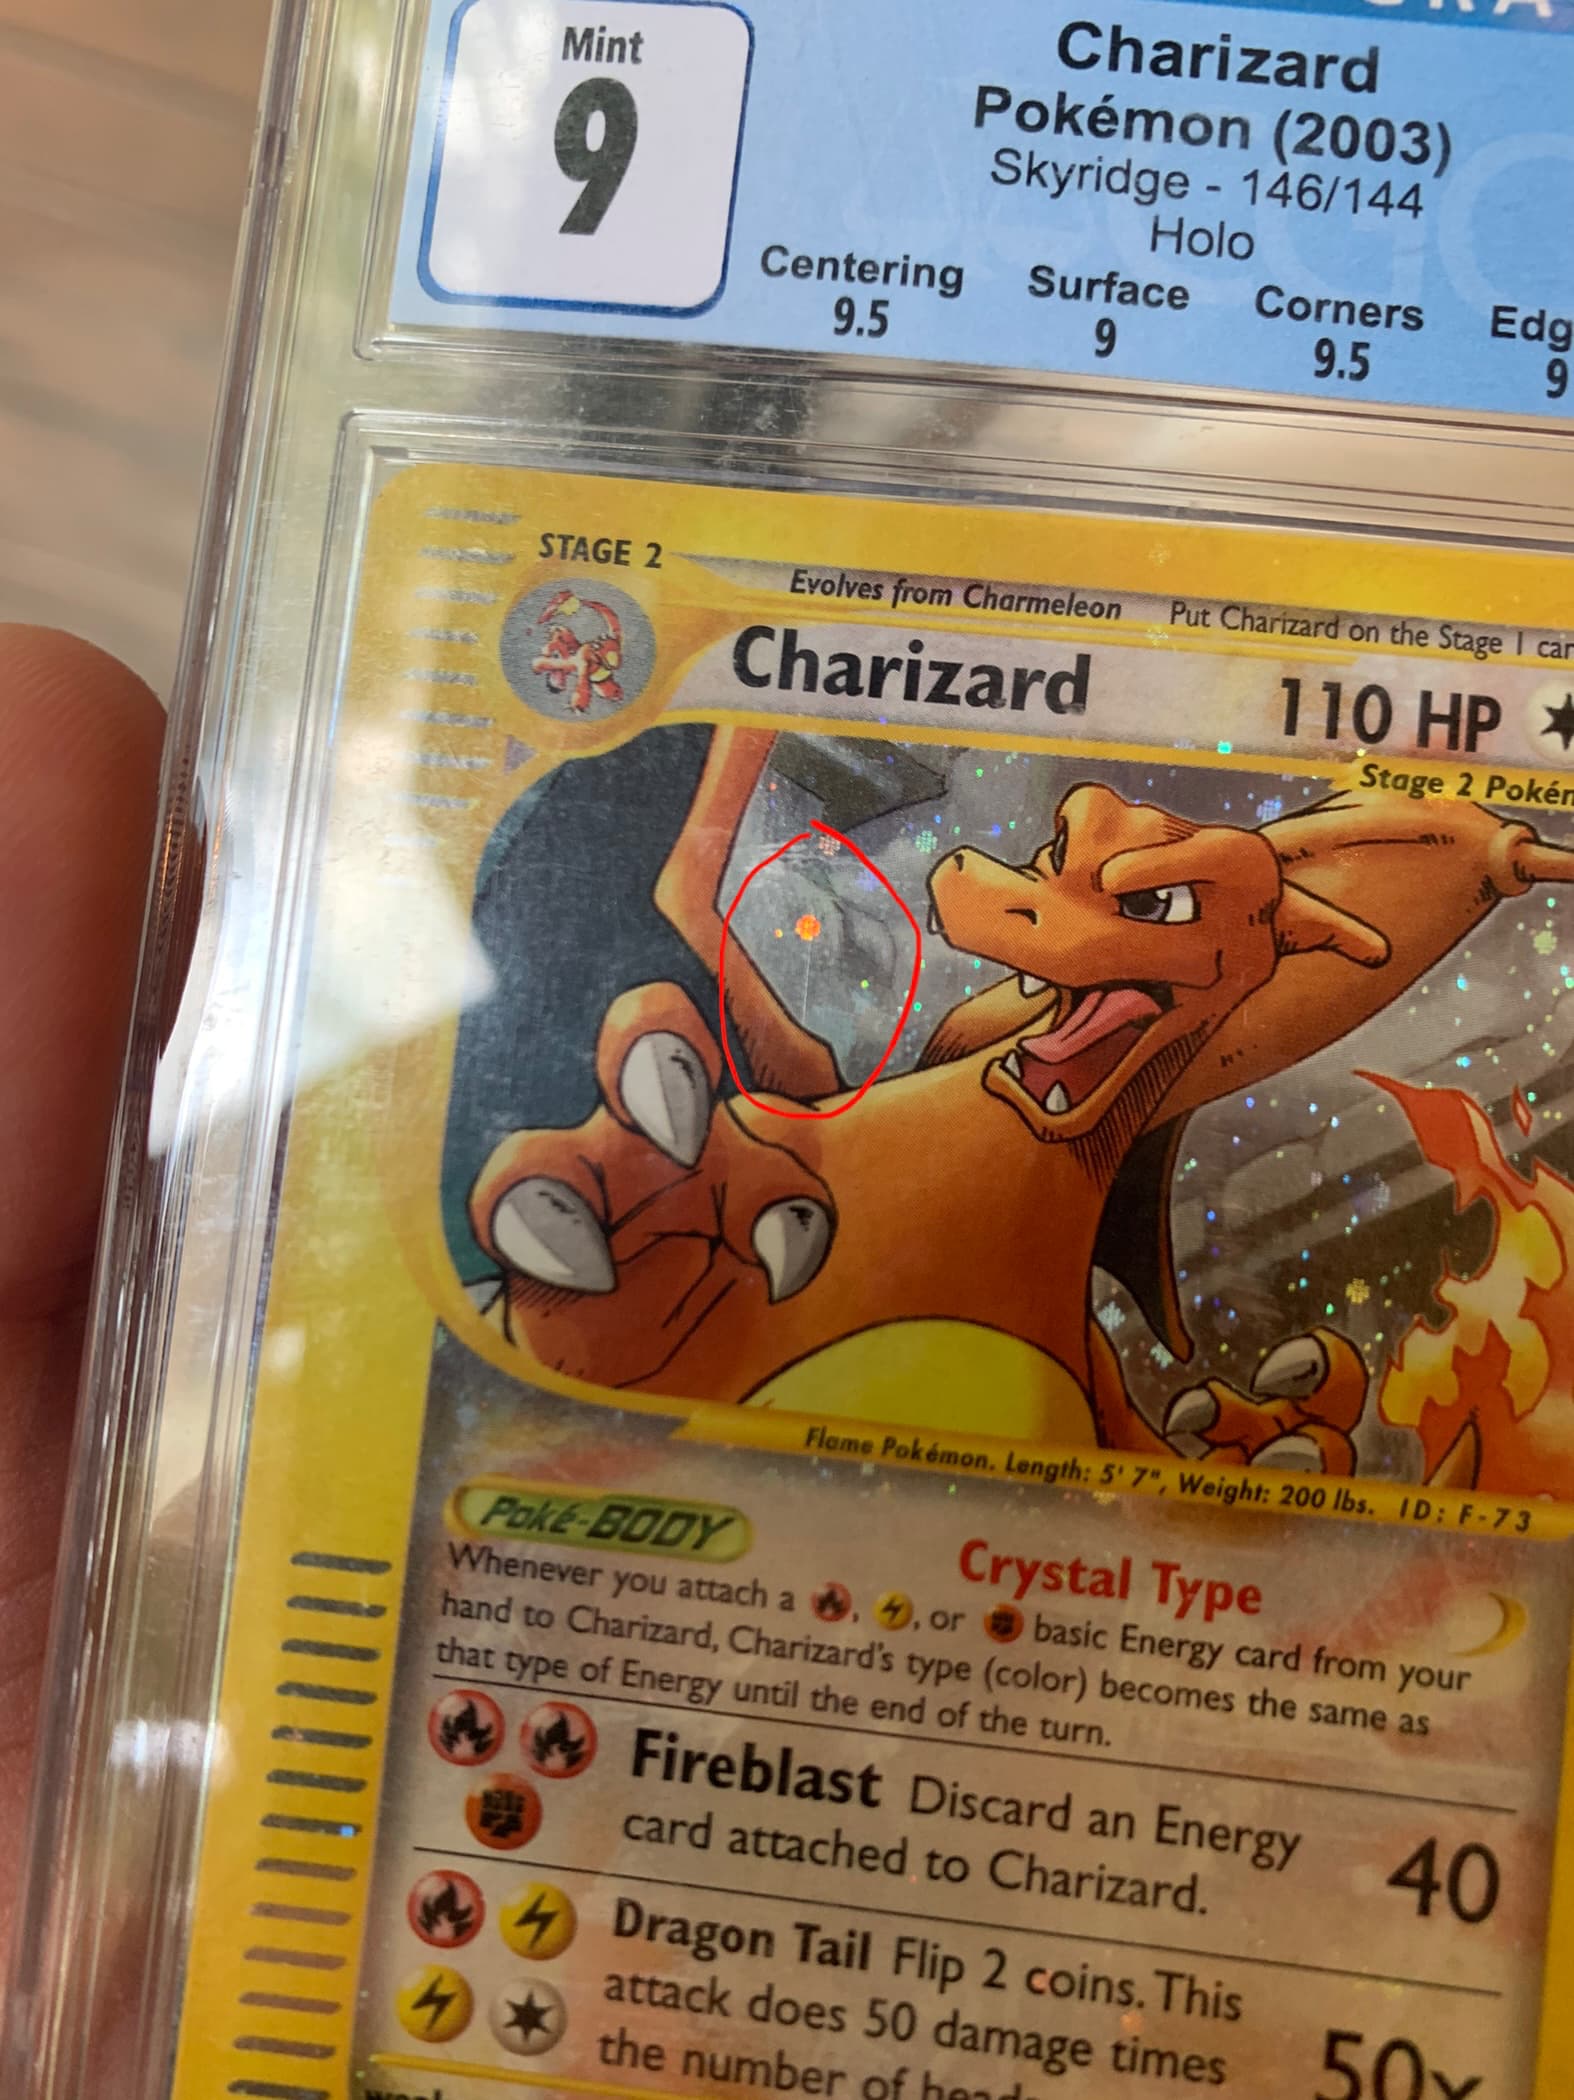 Mint
9
Charizard
Pokémon (2003)
Skyridge - 146/144
Holo
Centering Surface Corners
9.5 9 9.5 9
STAGE 2
Evolves from Charmeleon Put Charizard on the Stage 1
Charizard 110 HP
Stage 2
Flame Pokémon. Length: 5' 7", Weight: 200 lbs. ID: F-73
Poké-BODY
Crystal Type
Whenever you attach a , , or basic Energy card from your
hand to Charizard, Charizard's type (color) becomes the same as
that type of Energy until the end of the turn.
Fireblast Discard an Energy
card attached to Charizard.
40
Dragon Tail Flip 2 coins. This
attack does 50 damage times
the number of
50x